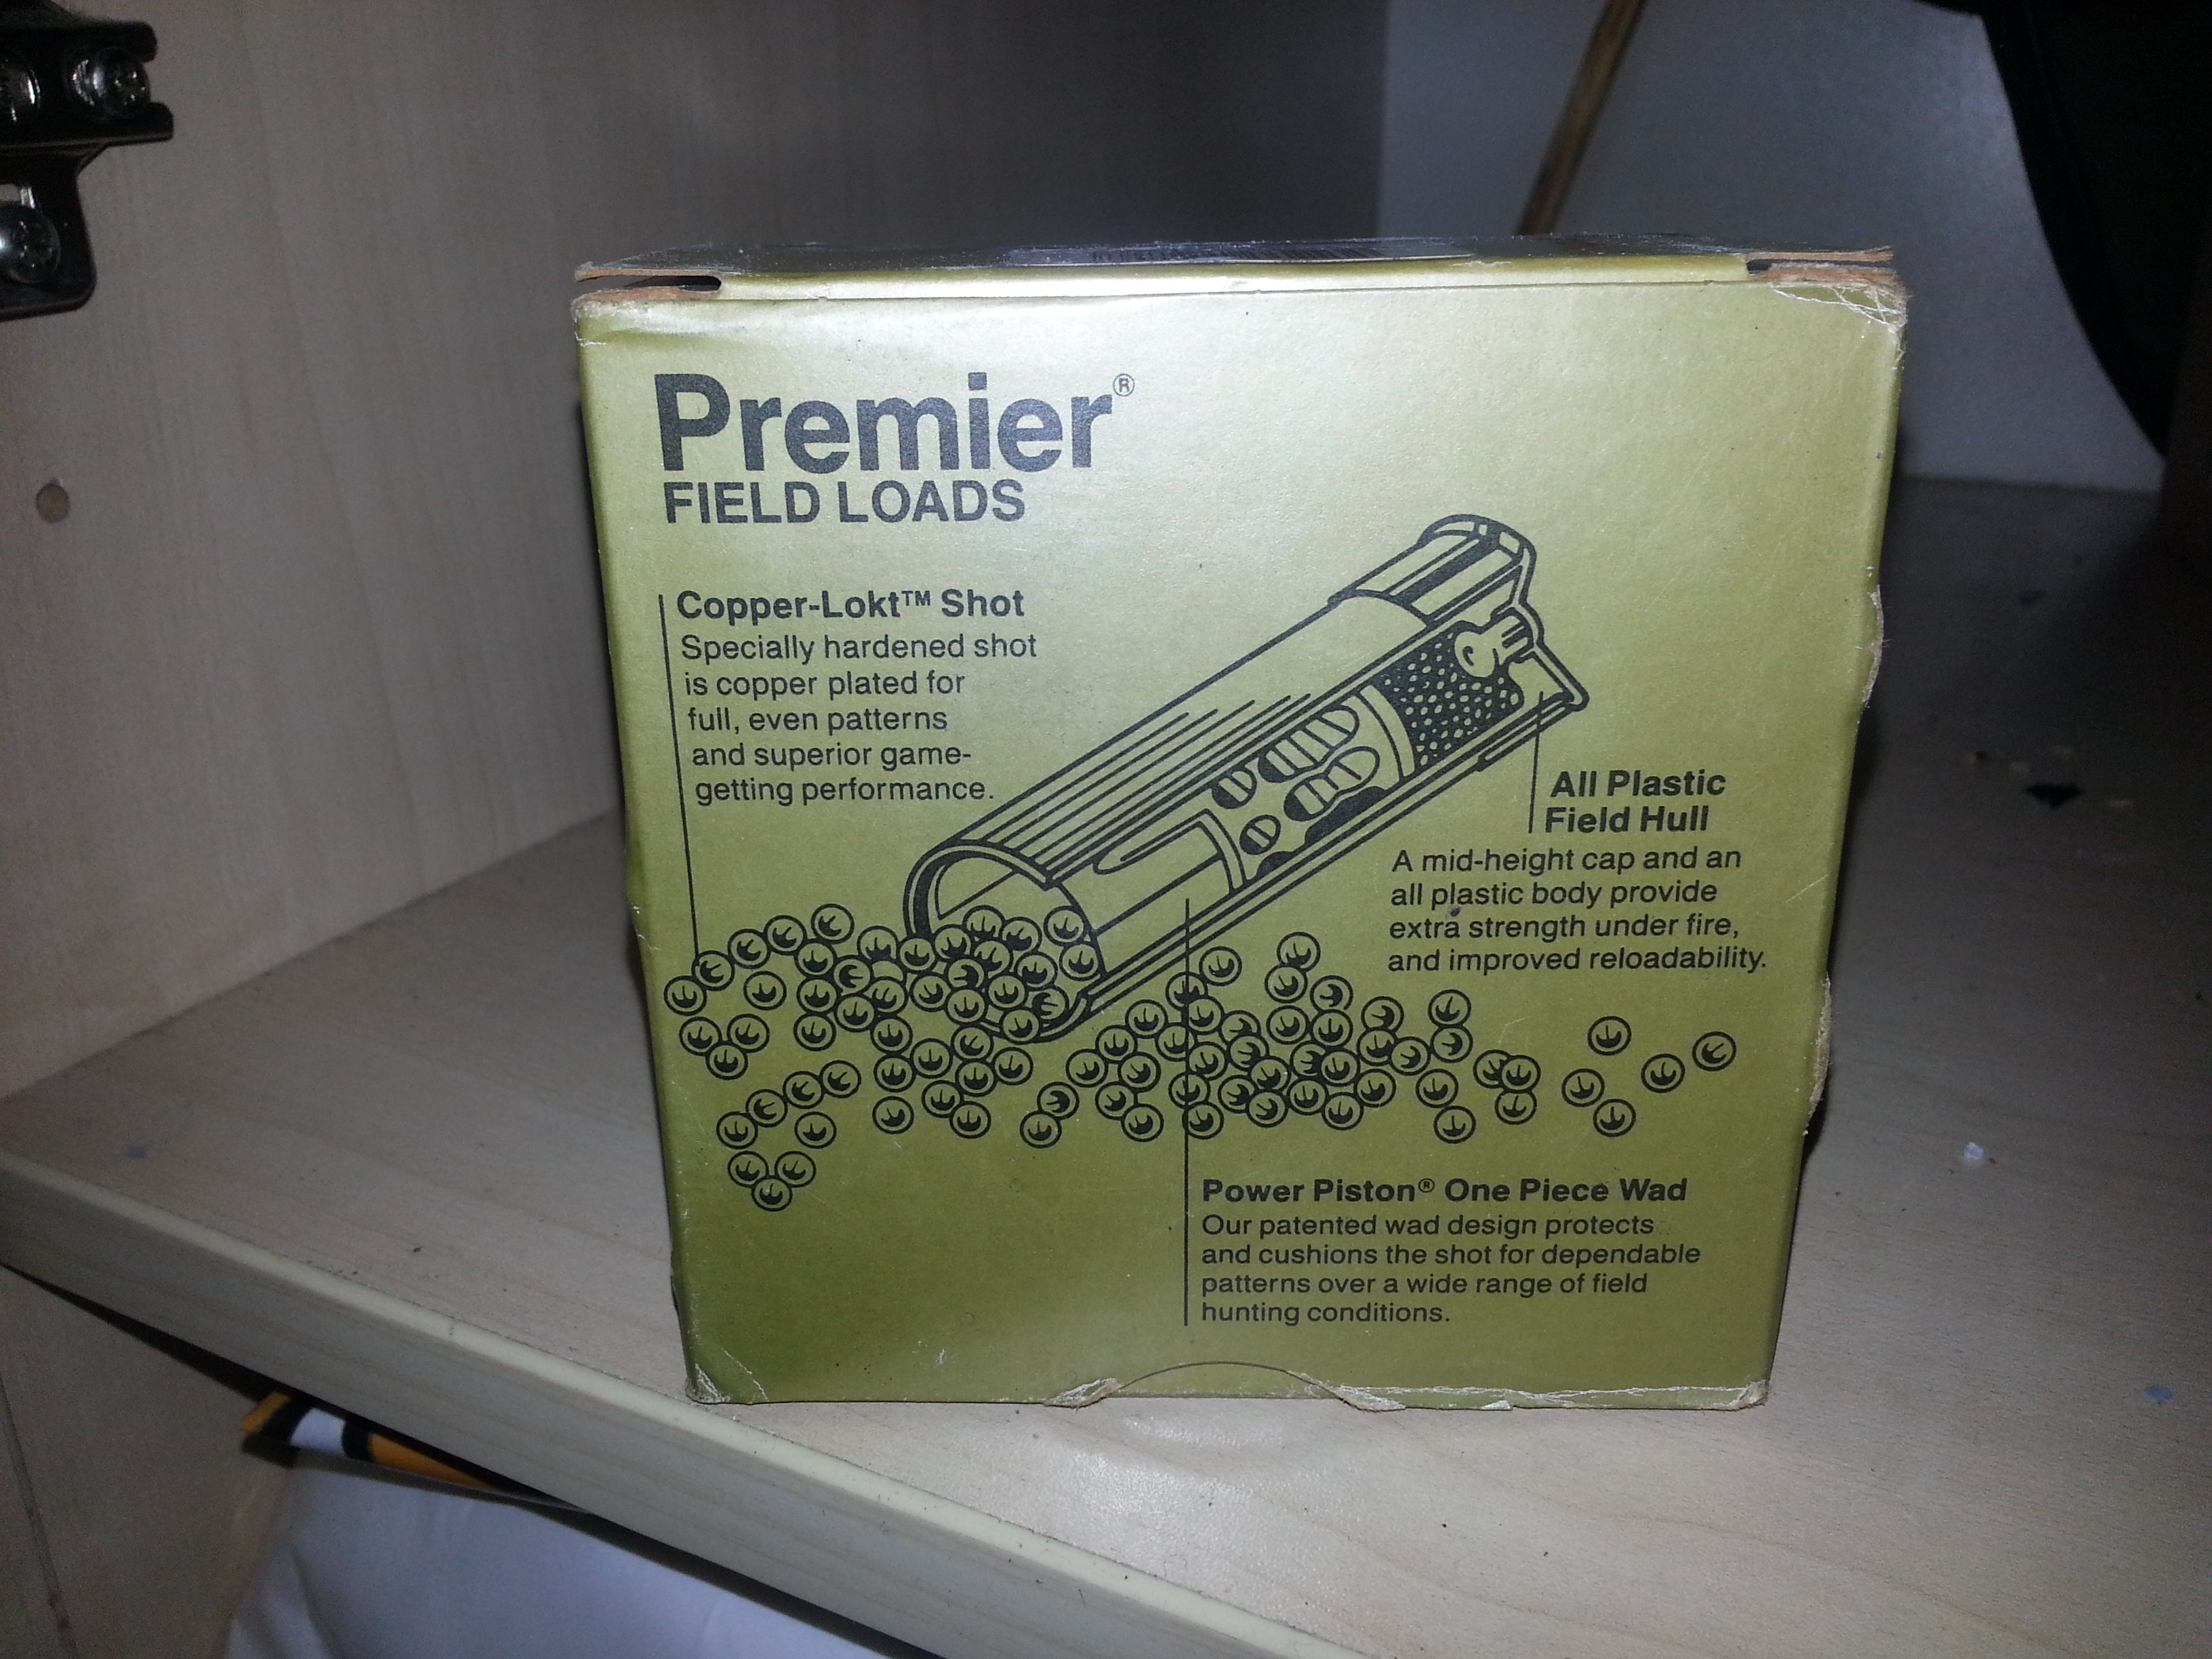 Premier®
FIELD LOADS
Copper-Lokt™ Shot
Specially hardened shot
is copper plated for
full, even patterns
and superior game-
getting performance.
All Plastic
Field Hull
A mid-height cap and an
all plastic body provide
extra strength under fire,
and improved reloadability.
Power Piston® One Piece Wad
Our patented wad design protects
and cushions the shot for dependable
patterns over a wide range of field
hunting conditions.